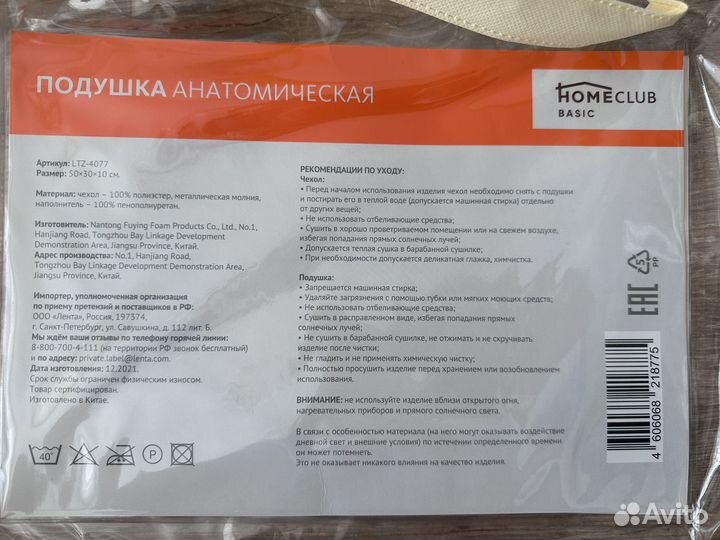 ПОДУШКА АНАТОМИЧЕСКАЯ
HOMECLUB
BASIC
Артикул: LTZ-4077
Размер: 50×30×10 см.
Материал: чехол – 100% полиэстер, металлическая молния,
наполнитель – 100% пенополиуретан.
Изготовитель: Nantong Fuying Foam Products Co., Ltd., No.1,
Hanjiang Road, Tongzhou Bay Linkage Development
Demonstration Area, Jiangsu Province, Китай.
Адрес производства: No.1, Hanjiang Road,
Tongzhou Bay Linkage Development Demonstration Area,
Jiangsu Province, Китай.
Импортер, уполномоченная организация
по приему претензий и поставщиков в РФ:
ООО «Лента», Россия, 197374,
г. Санкт-Петербург, ул. Савушкина, д. 112 лит. Б.
Мы ждём ваши отзывы по телефону горячей линии:
8-800-700-4-111 (на территории РФ звонок бесплатный)
и по адресу: private.label@lenta.com.
Дата изготовления: 12.2021.
Срок службы ограничен физическим износом.
Товар сертифицирован.
Изготовлено в Китае.
40°
P
РЕКОМЕНДАЦИИ ПО УХОДУ:
Чехол:
• Перед началом использования изделия чехол необходимо снять с подушки
и постирать его в теплой воде (допускается машинная стирка) отдельно
от других вещей;
• Не использовать отбеливающие средства;
• Сушить в хорошо проветриваемом помещении или на свежем воздухе,
избегая попадания прямых солнечных лучей;
• Допускается теплая сушка в барабанной сушилке;
• При необходимости допускается деликатная глажка, химчистка.
Подушка:
• Запрещается машинная стирка;
• Удаляйте загрязнения с помощью губки или мягких моющих средств;
• Не использовать отбеливающие средства;
• Сушить в расправленном виде, избегая попадания прямых
солнечных лучей;
• Не сушить в барабанной сушилке, не отжимать и не скручивать
изделие после чистки;
• Не гладить и не применять химическую чистку;
• Полностью просушить изделие перед хранением или возобновлением
использования.
ВНИМАНИЕ: не используйте изделие вблизи открытого огня,
нагревательных приборов и прямого солнечного света.
В связи с особенностью материала (на него могут оказывать воздействие
дневной свет и внешние условия) по истечении определенного времени
он может потемнеть.
Это не оказывает никакого влияния на качество изделия.
5
PP
EAC
4 606068 218775
Avito